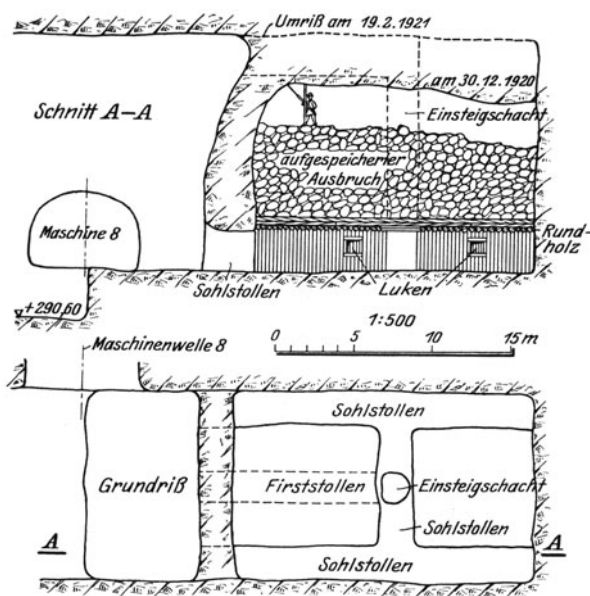 Umriß am 19.2.1921
am 30.12.1920
Schnitt A–A
Einsteigschacht
aufgespeicherter
Ausbruch
Maschine 8
Rund-
holz
Sohlstollen
Luken
+290,60
1:500
Maschinenwelle 8
0 5 10 15 m
Sohlstollen
Grundriß
Firststollen
Einsteigschacht
Sohlstollen
A
A
Sohlstollen